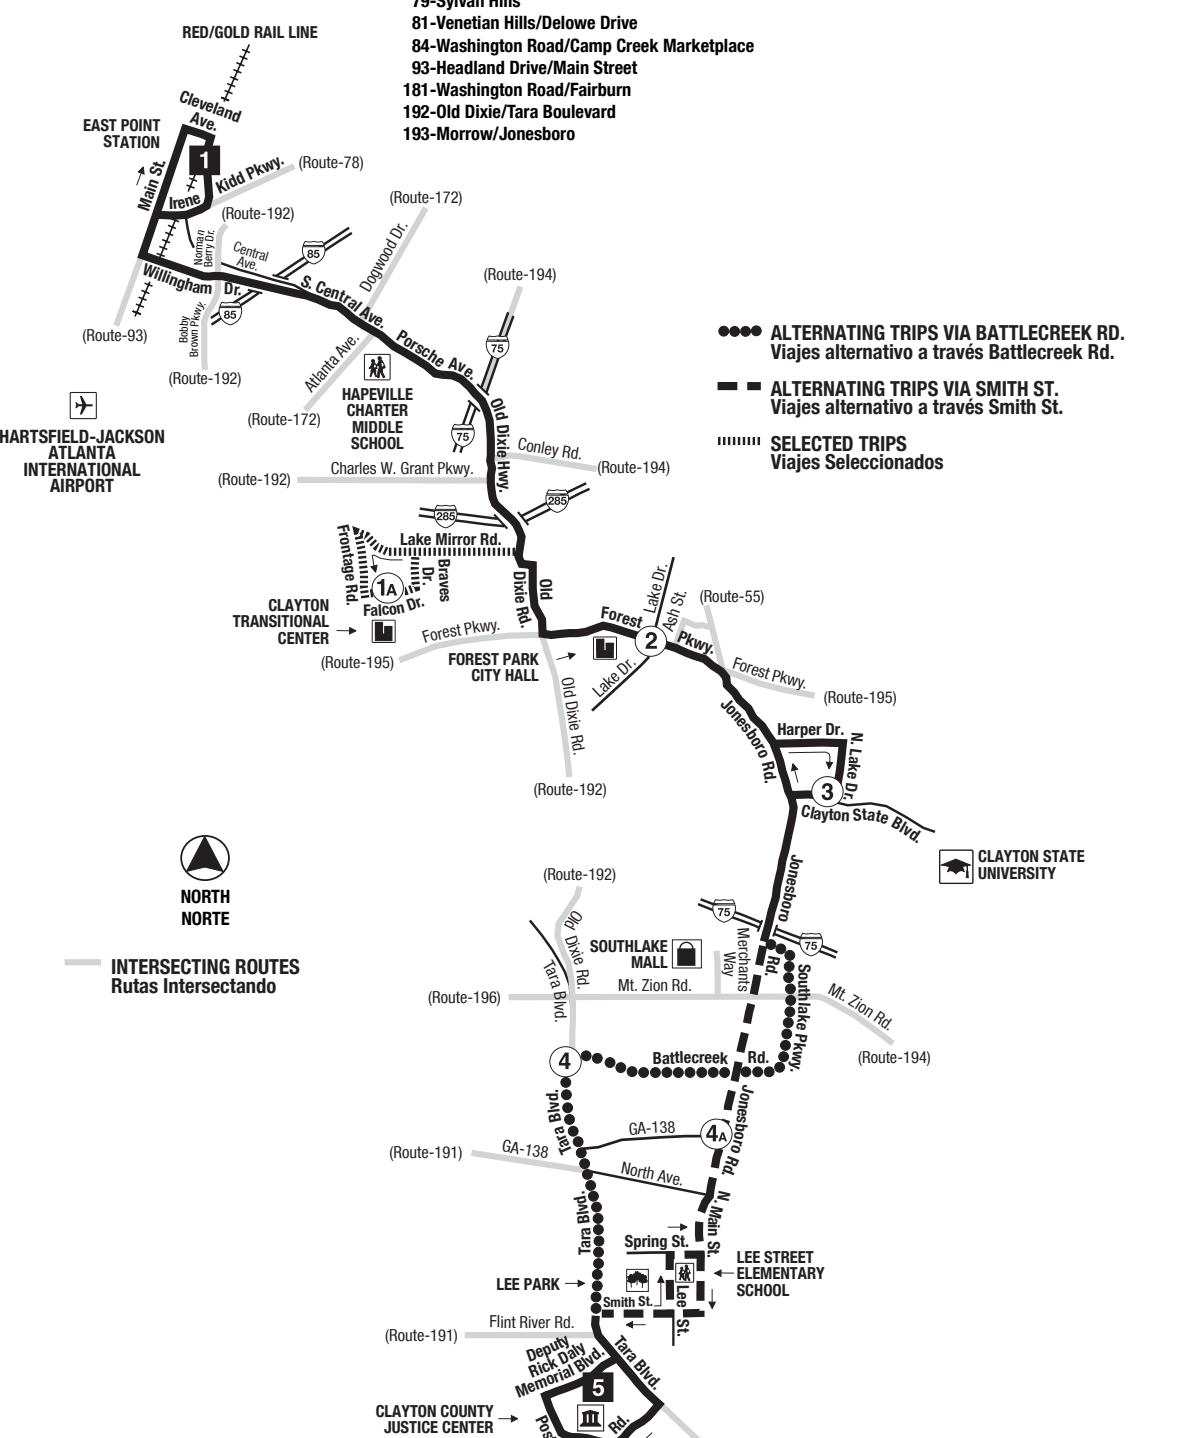 79-Sylvan Hills
81-Venetian Hills/Delowe Drive
84-Washington Road/Camp Creek Marketplace
93-Headland Drive/Main Street
181-Washington Road/Fairburn
192-Old Dixie/Tara Boulevard
193-Morrow/Jonesboro
RED/GOLD RAIL LINE
Cleveland
Ave.
EAST POINT
STATION
1
Main St.
Irene
Kidd Pkwy.
(Route-78)
(Route-192)
Norman
Berry Dr.
Central
Ave.
85
(Route-172)
Dogwood Dr.
Willingham Dr.
85
S. Central Ave.
(Route-194)
(Route-93)
Bobby
Brown Pkwy.
(Route-192)
Porsche Ave.
75
Atlanta Ave.
(Route-172)
HAPEVILLE
CHARTER
MIDDLE
SCHOOL
75
Old Dixie Hwy.
Conley Rd.
(Route-194)
HARTSFIELD-JACKSON
ATLANTA
INTERNATIONAL
AIRPORT
ALTERNATING TRIPS VIA BATTLECREEK RD.
Viajes alternativo a través Battlecreek Rd.
ALTERNATING TRIPS VIA SMITH ST.
Viajes alternativo a través Smith St.
SELECTED TRIPS
Viajes Seleccionados
(Route-192)
Charles W. Grant Pkwy.
285
285
Lake Mirror Rd.
Frontage Rd.
1A
Braves
Dr.
Falcon Dr.
CLAYTON
TRANSITIONAL
CENTER
Old
Dixie Rd.
Forest Pkwy.
(Route-195)
FOREST PARK
CITY HALL
Forest
2
Pkwy.
Lake Dr.
Ash St.
(Route-55)
Lake Dr.
Forest Pkwy.
(Route-195)
Old Dixie Rd.
(Route-192)
Jonesboro Rd.
Harper Dr.
N. Lake Dr.
3
Clayton State Blvd.
CLAYTON STATE
UNIVERSITY
NORTH
NORTE
INTERSECTING ROUTES
Rutas Intersectando
(Route-192)
Old Dixie Rd.
Tara Blvd.
SOUTHLAKE
MALL
Jonesboro
Rd.
75
75
Merchants
Way
Mt. Zion Rd.
(Route-196)
Southlake Pkwy.
Mt. Zion Rd.
(Route-194)
4
Battlecreek Rd.
Tara Blvd.
Jonesboro Rd.
GA-138
4A
(Route-191)
GA-138
North Ave.
N. Main St.
Tara Blvd.
Spring St.
LEE STREET
ELEMENTARY
SCHOOL
LEE PARK
Smith St.
Lee
St.
Flint River Rd.
(Route-191)
Deputy
Rick Daly
Memorial Blvd.
Tara Blvd.
5
CLAYTON COUNTY
JUSTICE CENTER
Rd.